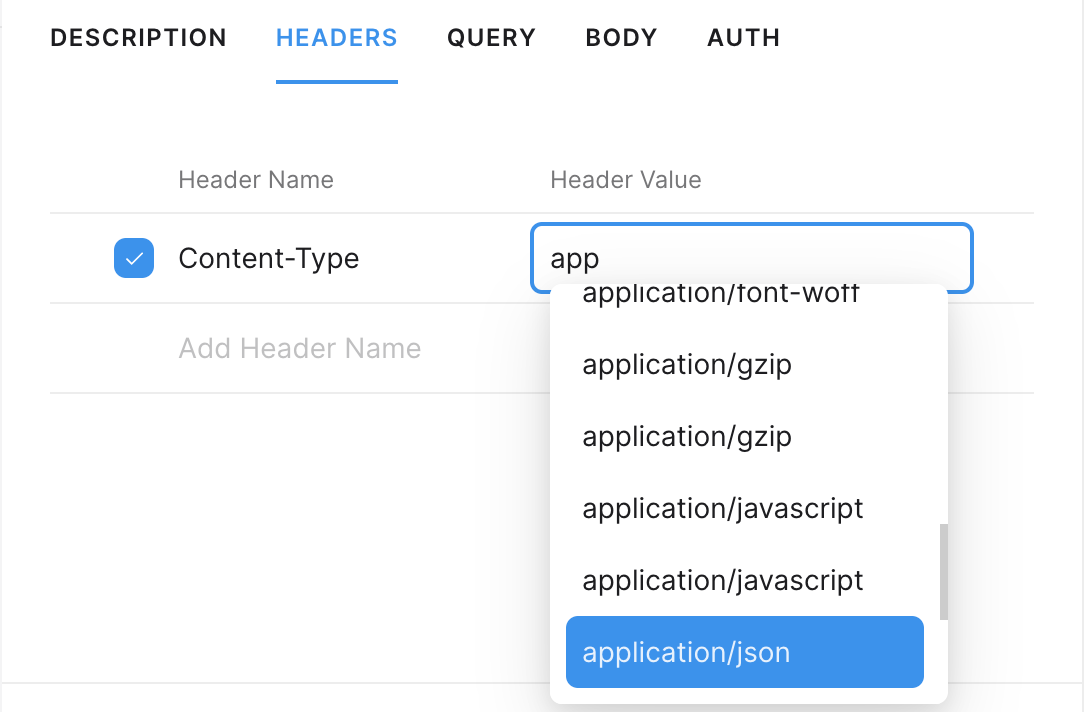 DESCRIPTION HEADERS QUERY BODY AUTH
Header Name Header Value
Content-Type app
application/font-woff
Add Header Name
application/gzip
application/gzip
application/javascript
application/javascript
application/json